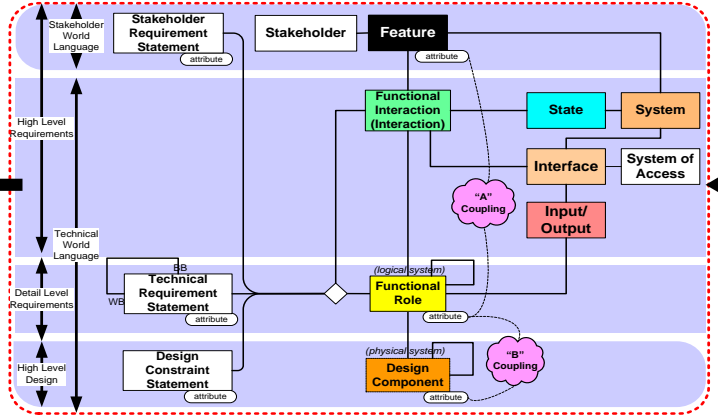 Stakeholder
World
Language
Stakeholder
Requirement
Statement
attribute
Stakeholder
Feature
attribute
High Level
Requirements
Functional
Interaction
(Interaction)
State
System
Interface
System of
Access
"A"
Coupling
Input/
Output
Technical
World
Language
BB
WB
Technical
Requirement
Statement
attribute
(logical system)
Functional
Role
attribute
Detail Level
Requirements
High Level
Design
Design
Constraint
Statement
attribute
(physical system)
Design
Component
attribute
"B"
Coupling